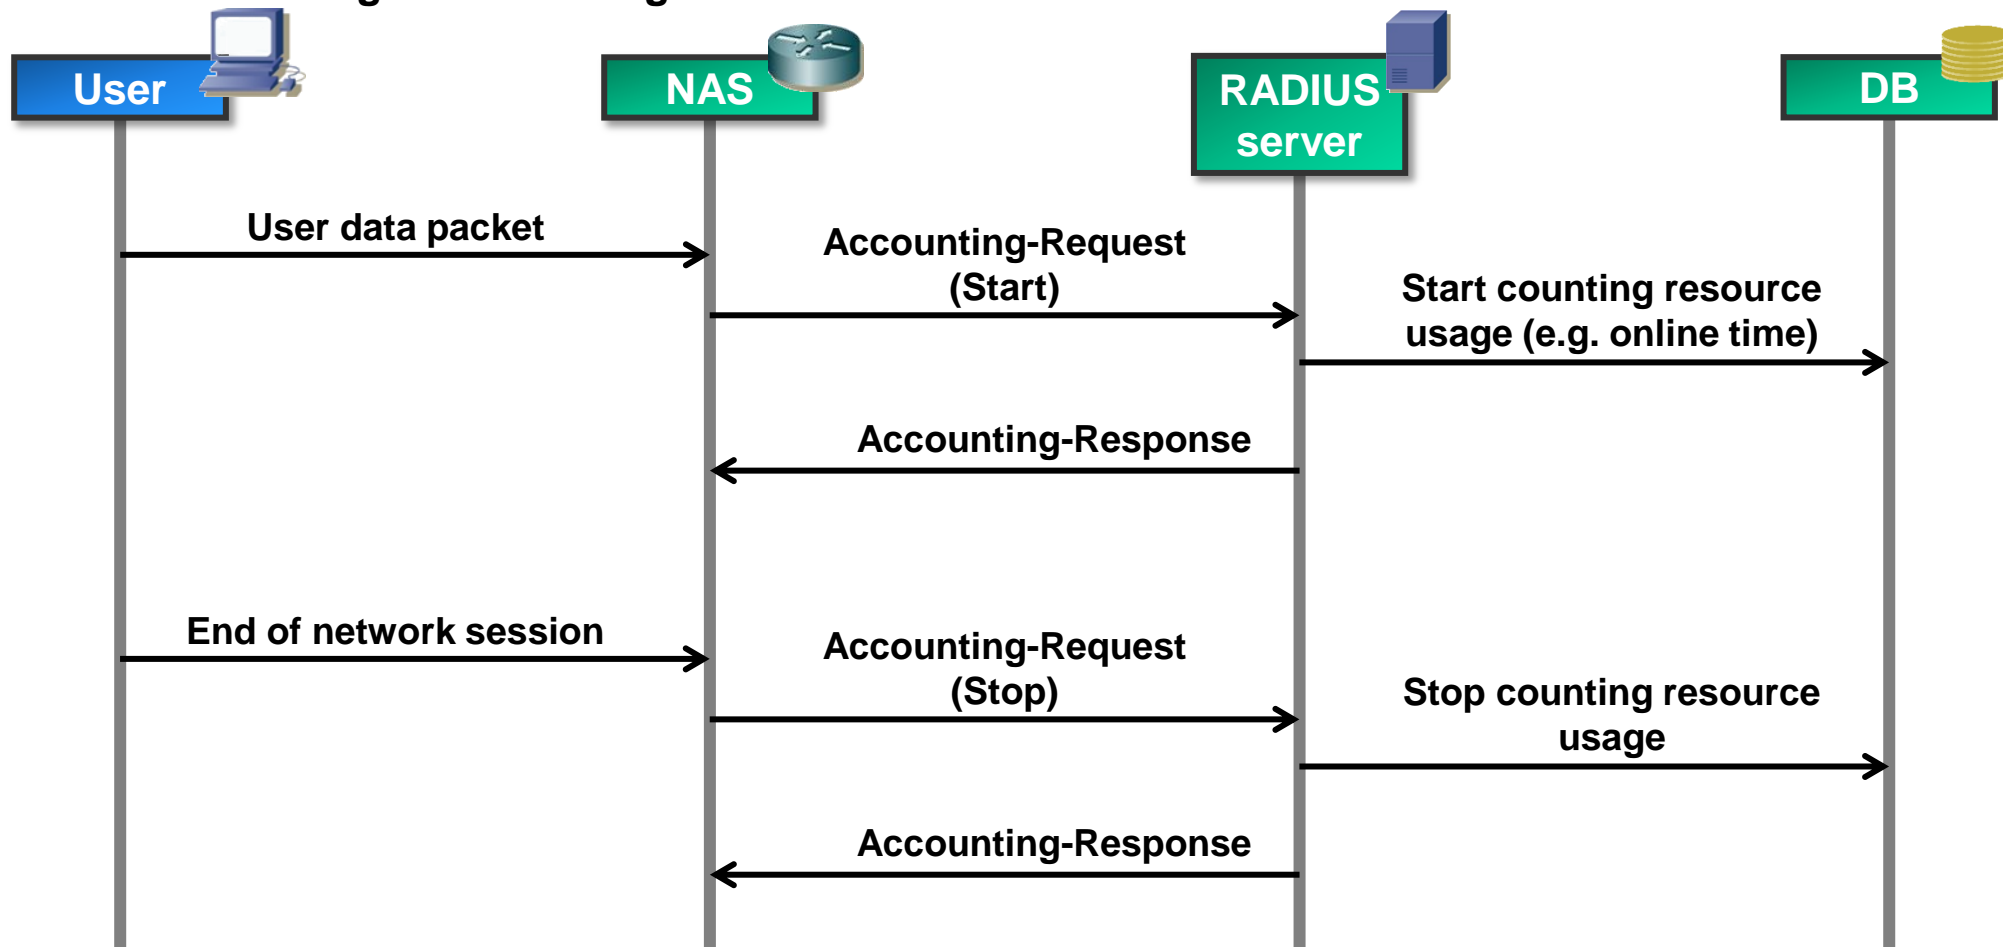 User
NAS
RADIUS
server
DB
User data packet
Accounting-Request
(Start)
Start counting resource
usage (e.g. online time)
Accounting-Response
End of network session
Accounting-Request
(Stop)
Stop counting resource
usage
Accounting-Response